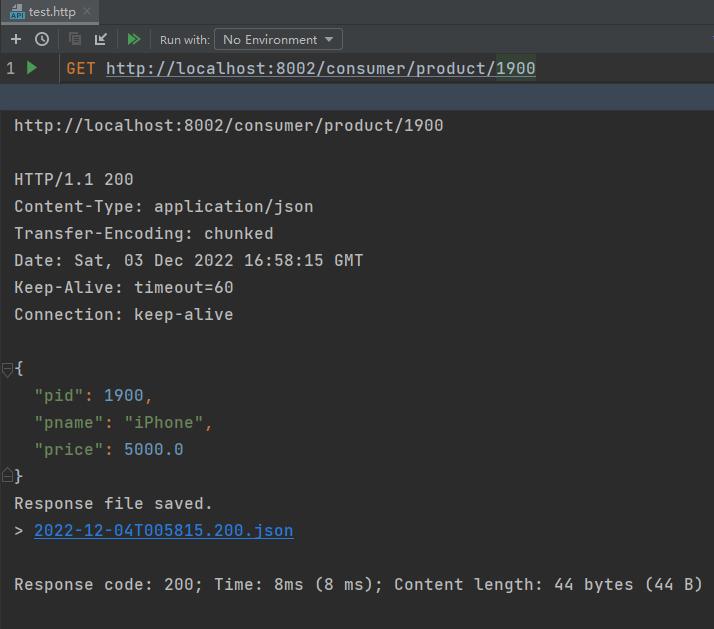 API test.http
Run with: No Environment
1 GET http://localhost:8002/consumer/product/1900
http://localhost:8002/consumer/product/1900
HTTP/1.1 200
Content-Type: application/json
Transfer-Encoding: chunked
Date: Sat, 03 Dec 2022 16:58:15 GMT
Keep-Alive: timeout=60
Connection: keep-alive
{
"pid": 1900,
"pname": "iPhone",
"price": 5000.0
}
Response file saved.
> 2022-12-04T005815.200.json
Response code: 200; Time: 8ms (8 ms); Content length: 44 bytes (44 B)